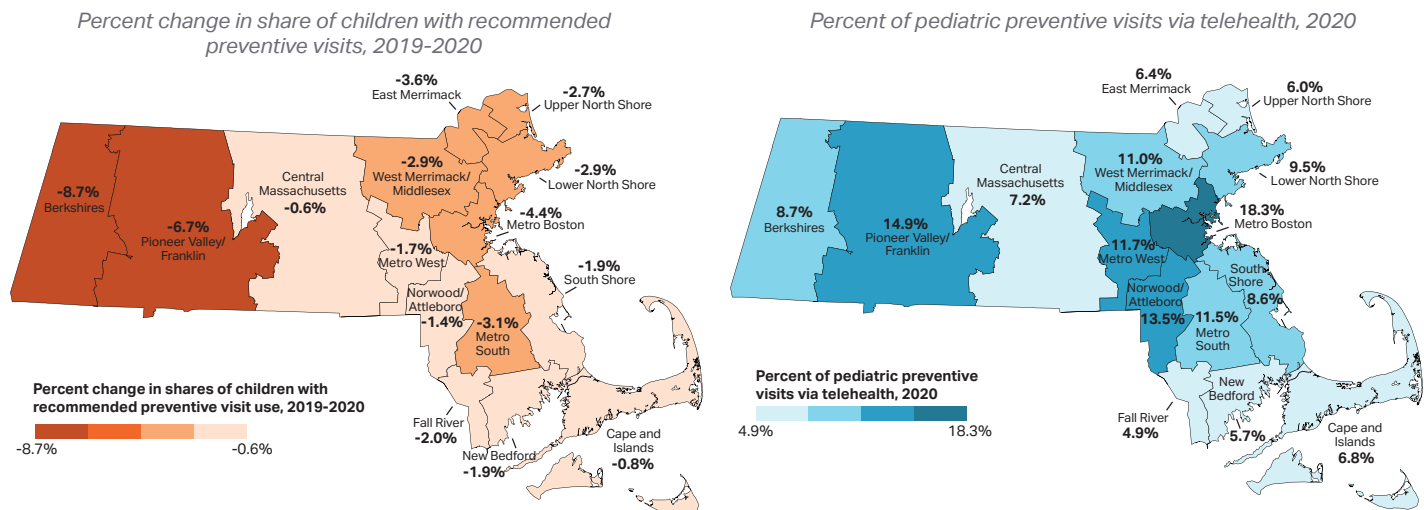 Percent change in share of children with recommended
preventive visits, 2019-2020
-3.6%
East Merrimack
-2.7%
Upper North Shore
-2.9%
West Merrimack/
Middlesex
-2.9%
Lower North Shore
Central
Massachusetts
-0.6%
-8.7%
Berkshires
-6.7%
Pioneer Valley/
Franklin
-4.4%
Metro Boston
-1.7%
Metro West
-1.9%
South Shore
Norwood/
Attleboro
-1.4%
-3.1%
Metro
South
Percent change in shares of children with
recommended preventive visit use, 2019-2020
-8.7%
-0.6%
Fall River
-2.0%
New Bedford
-1.9%
Cape and
Islands
-0.8%
Percent of pediatric preventive visits via telehealth, 2020
6.4%
East Merrimack
6.0%
Upper North Shore
11.0%
West Merrimack/
Middlesex
9.5%
Lower North Shore
Central
Massachusetts
7.2%
8.7%
Berkshires
14.9%
Pioneer Valley/
Franklin
18.3%
Metro Boston
11.7%
Metro West
South
Shore
8.6%
Norwood/
Attleboro
13.5%
11.5%
Metro
South
Percent of pediatric preventive
visits via telehealth, 2020
4.9%
18.3%
Fall River
4.9%
New
Bedford
5.7%
Cape and
Islands
6.8%